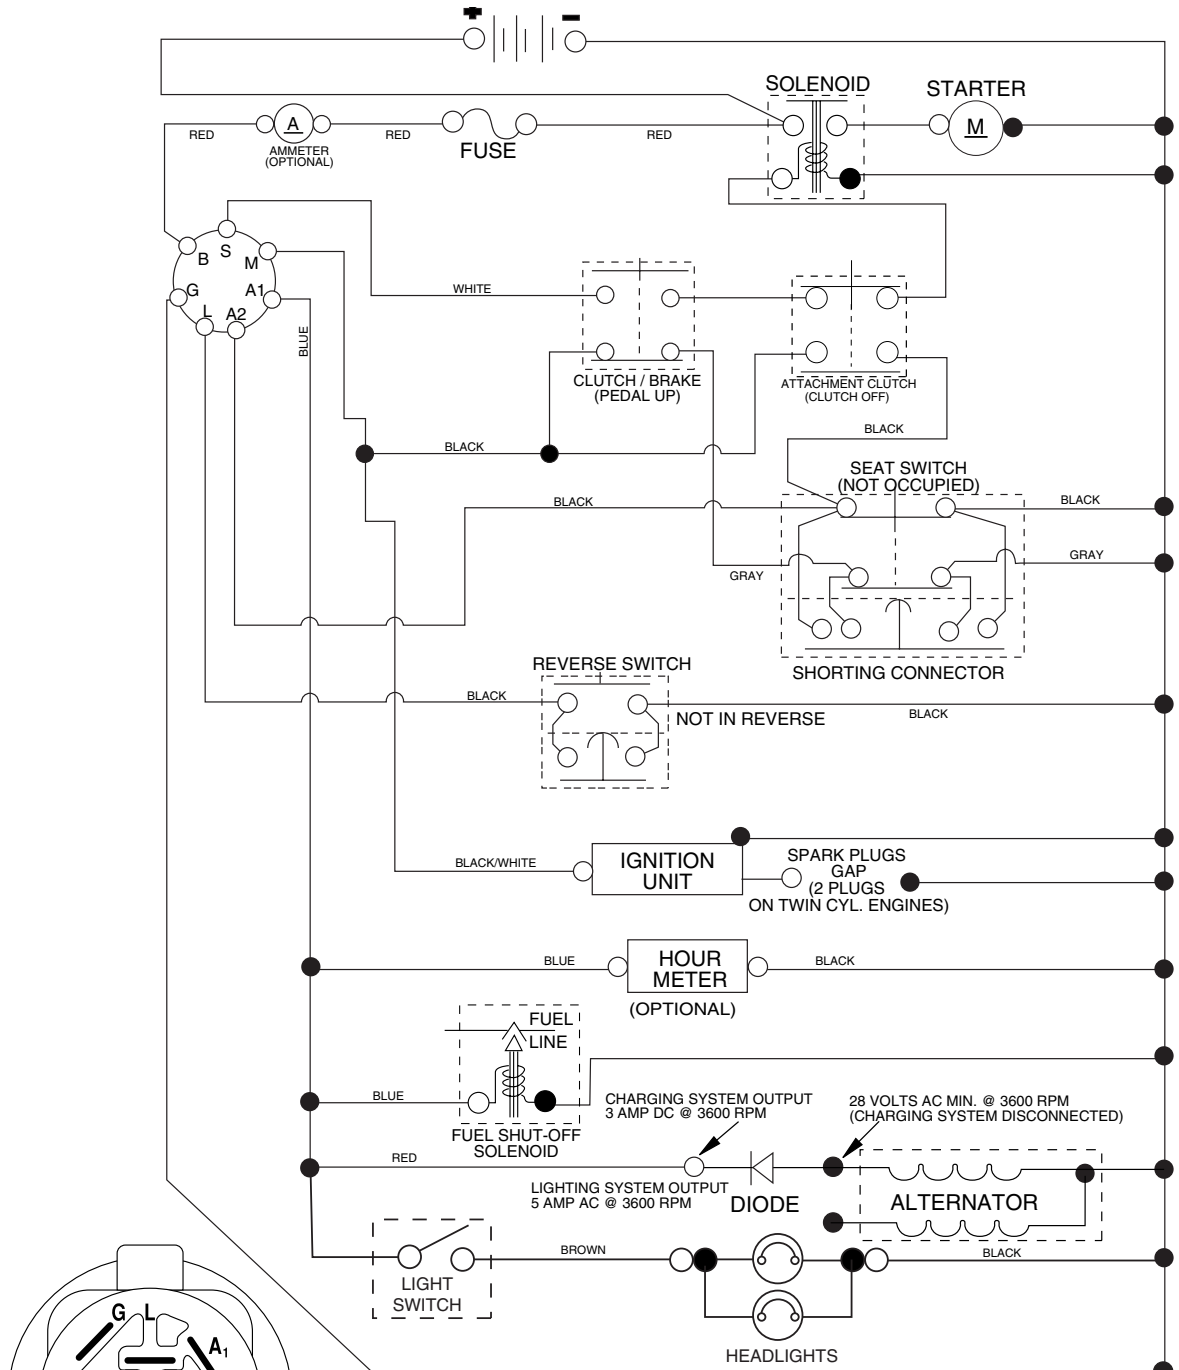 + −
SOLENOID
STARTER
RED
A
RED
RED
M
AMMETER
(OPTIONAL)
FUSE
B
S
M
G
A1
L
A2
BLUE
WHITE
CLUTCH / BRAKE
(PEDAL UP)
ATTACHMENT CLUTCH
(CLUTCH OFF)
BLACK
BLACK
SEAT SWITCH
(NOT OCCUPIED)
BLACK
BLACK
GRAY
GRAY
SHORTING CONNECTOR
REVERSE SWITCH
BLACK
NOT IN REVERSE
BLACK
BLACK/WHITE
IGNITION
UNIT
SPARK PLUGS
GAP
(2 PLUGS
ON TWIN CYL. ENGINES)
BLUE
HOUR
METER
BLACK
(OPTIONAL)
FUEL
LINE
BLUE
FUEL SHUT-OFF
SOLENOID
CHARGING SYSTEM OUTPUT
3 AMP DC @ 3600 RPM
28 VOLTS AC MIN. @ 3600 RPM
(CHARGING SYSTEM DISCONNECTED)
RED
LIGHTING SYSTEM OUTPUT
5 AMP AC @ 3600 RPM
DIODE
ALTERNATOR
BROWN
BLACK
LIGHT
SWITCH
HEADLIGHTS
G L
A1